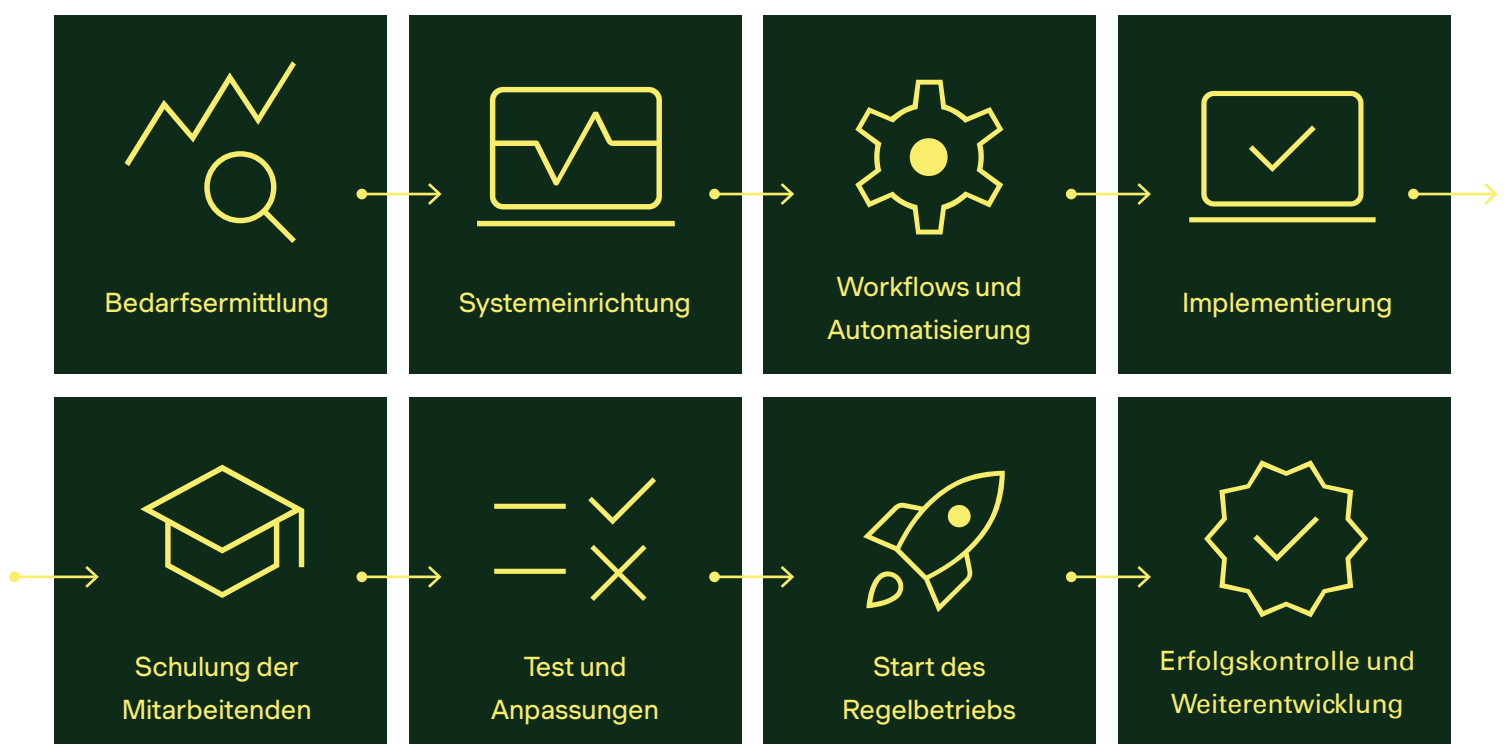 Bedarfsermittlung
Systemeinrichtung
Workflows und
Automatisierung
Implementierung
Schulung der
Mitarbeitenden
Test und
Anpassungen
Start des
Regelbetriebs
Erfolgskontrolle und
Weiterentwicklung